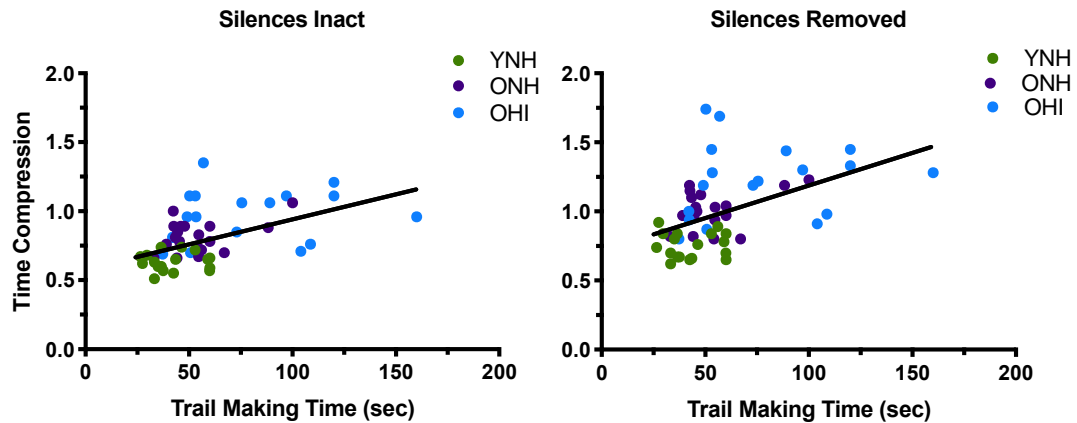 Silences Inact
YNH
ONH
OHI
2.0
1.5
1.0
0.5
0.0
Time Compression
0
50
100
150
200
Trail Making Time (sec)
Silences Removed
YNH
ONH
OHI
2.0
1.5
1.0
0.5
0.0
0
50
100
150
200
Trail Making Time (sec)